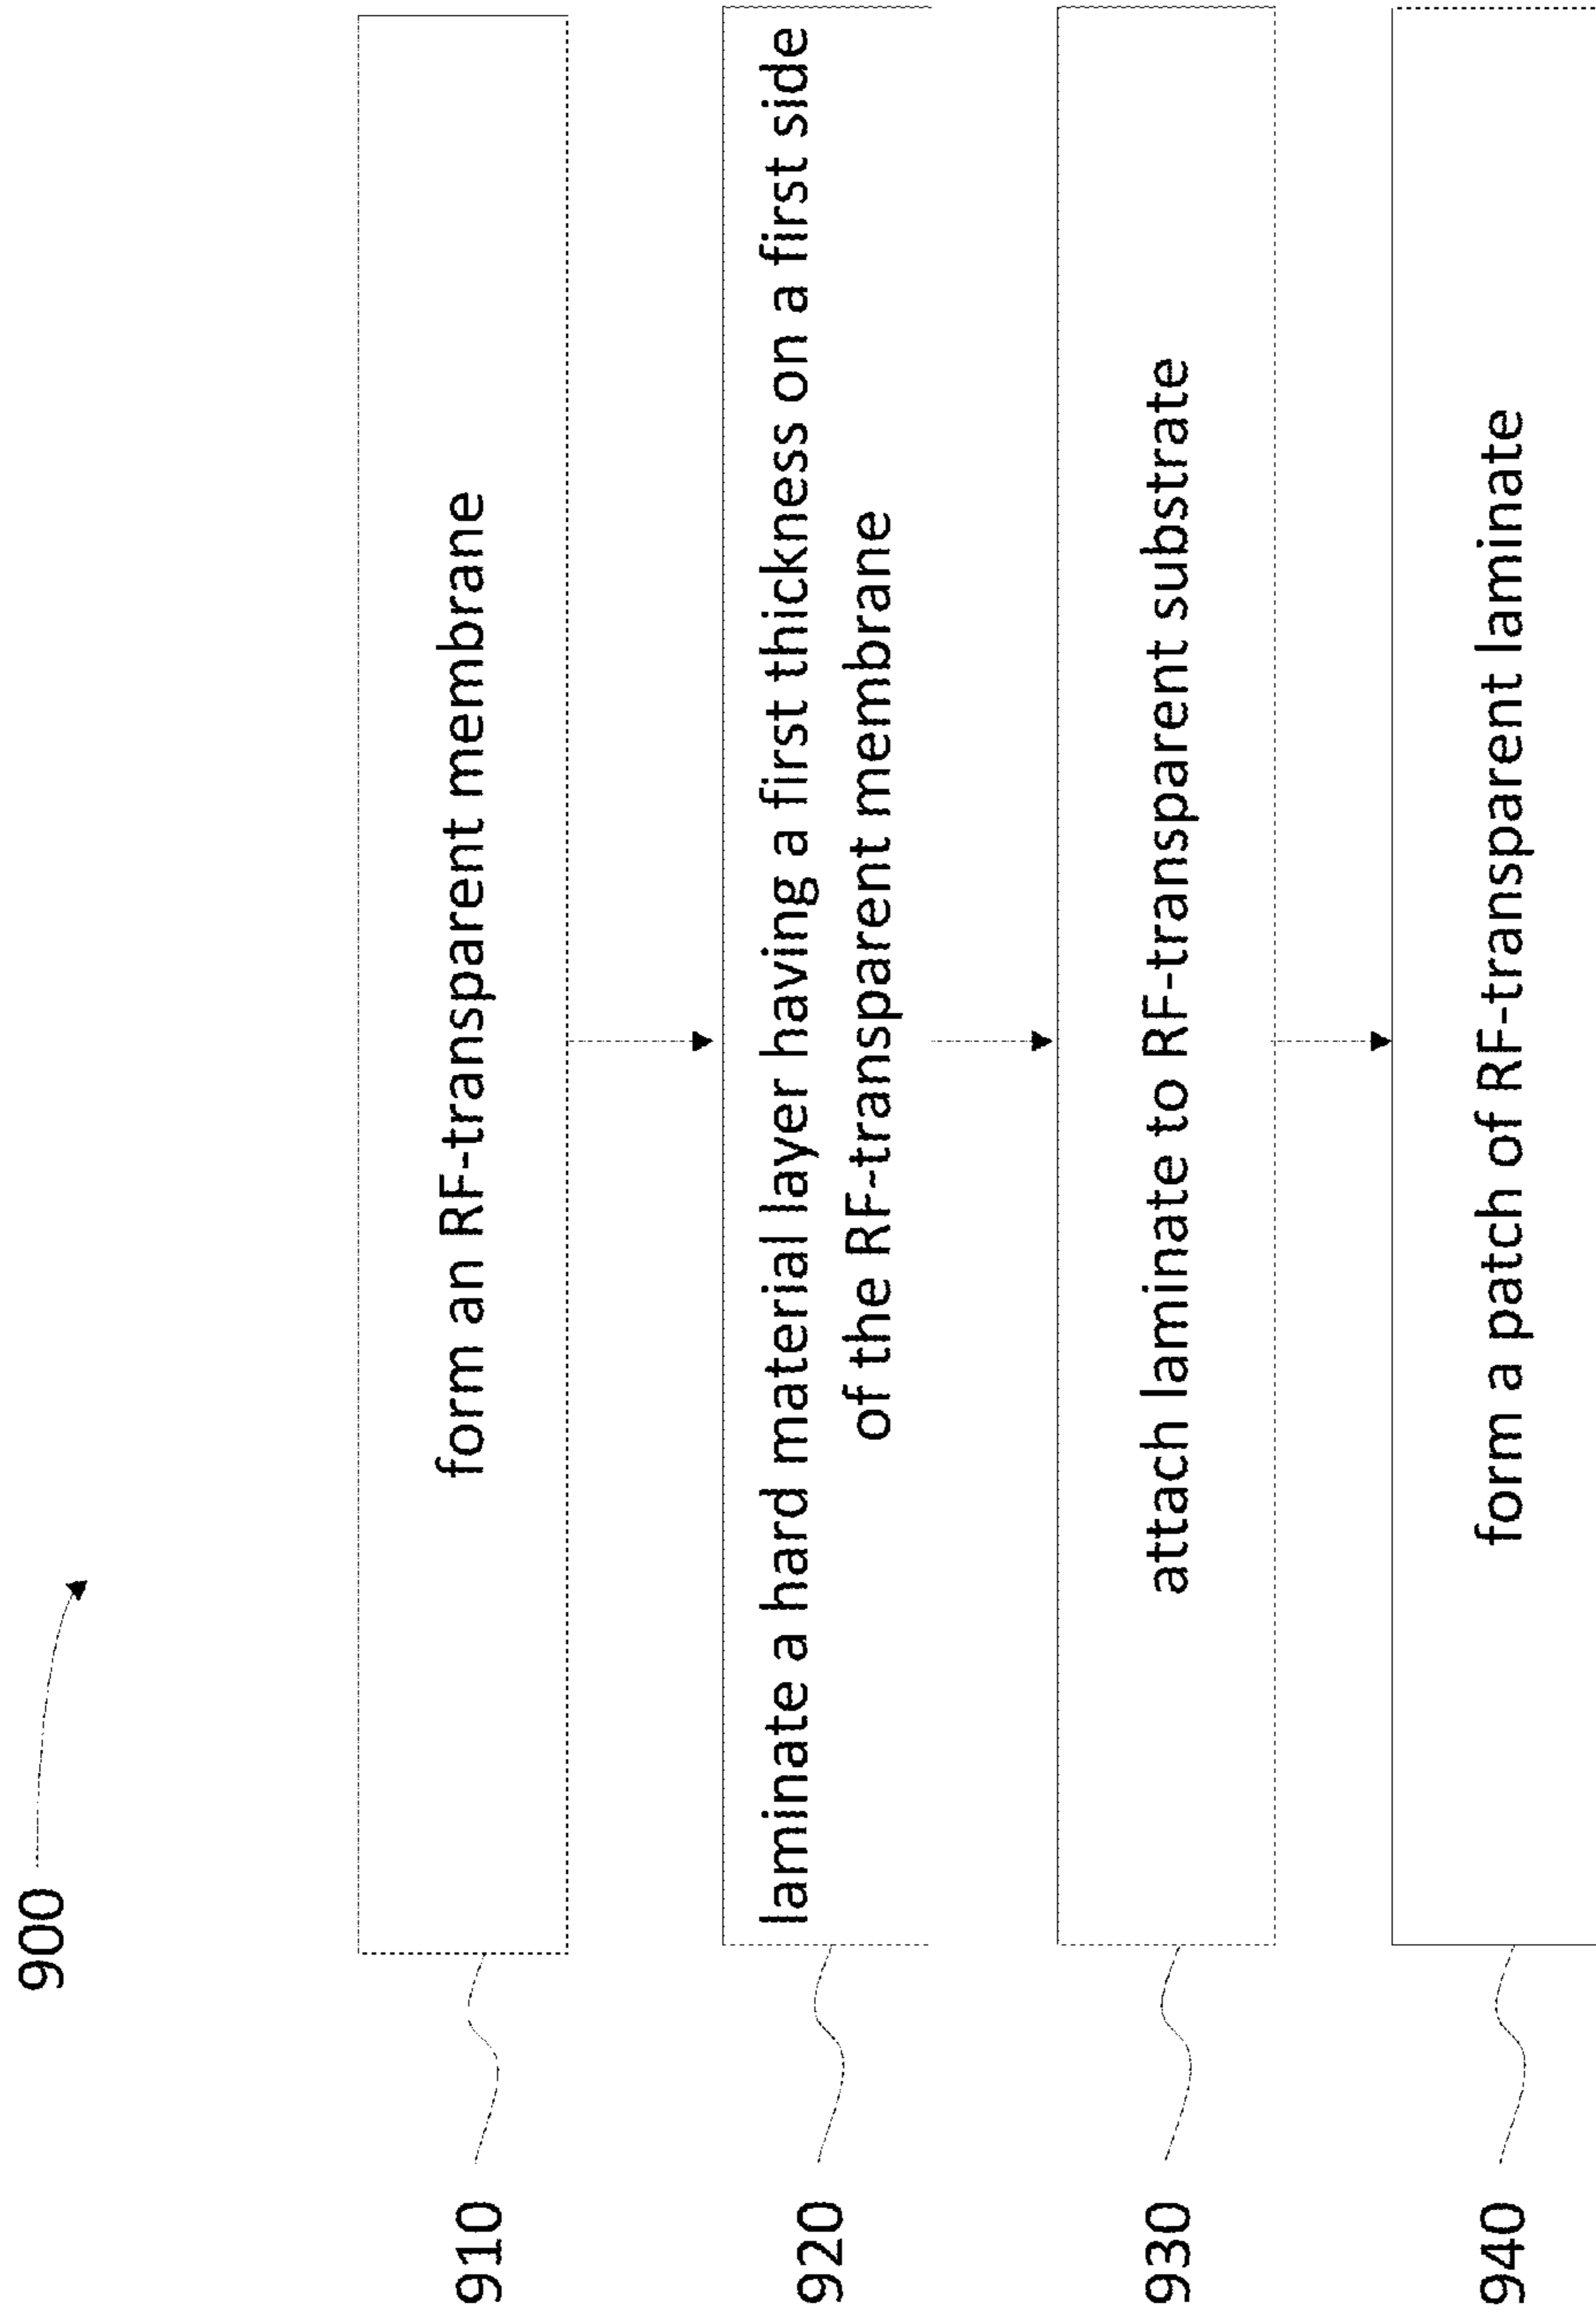 900
910
form an RF-transparent membrane
920
laminate a hard material layer having a first thickness on a first side
of the RF-transparent membrane
930
attach laminate to RF-transparent substrate
940
form a patch of RF-transparent laminate